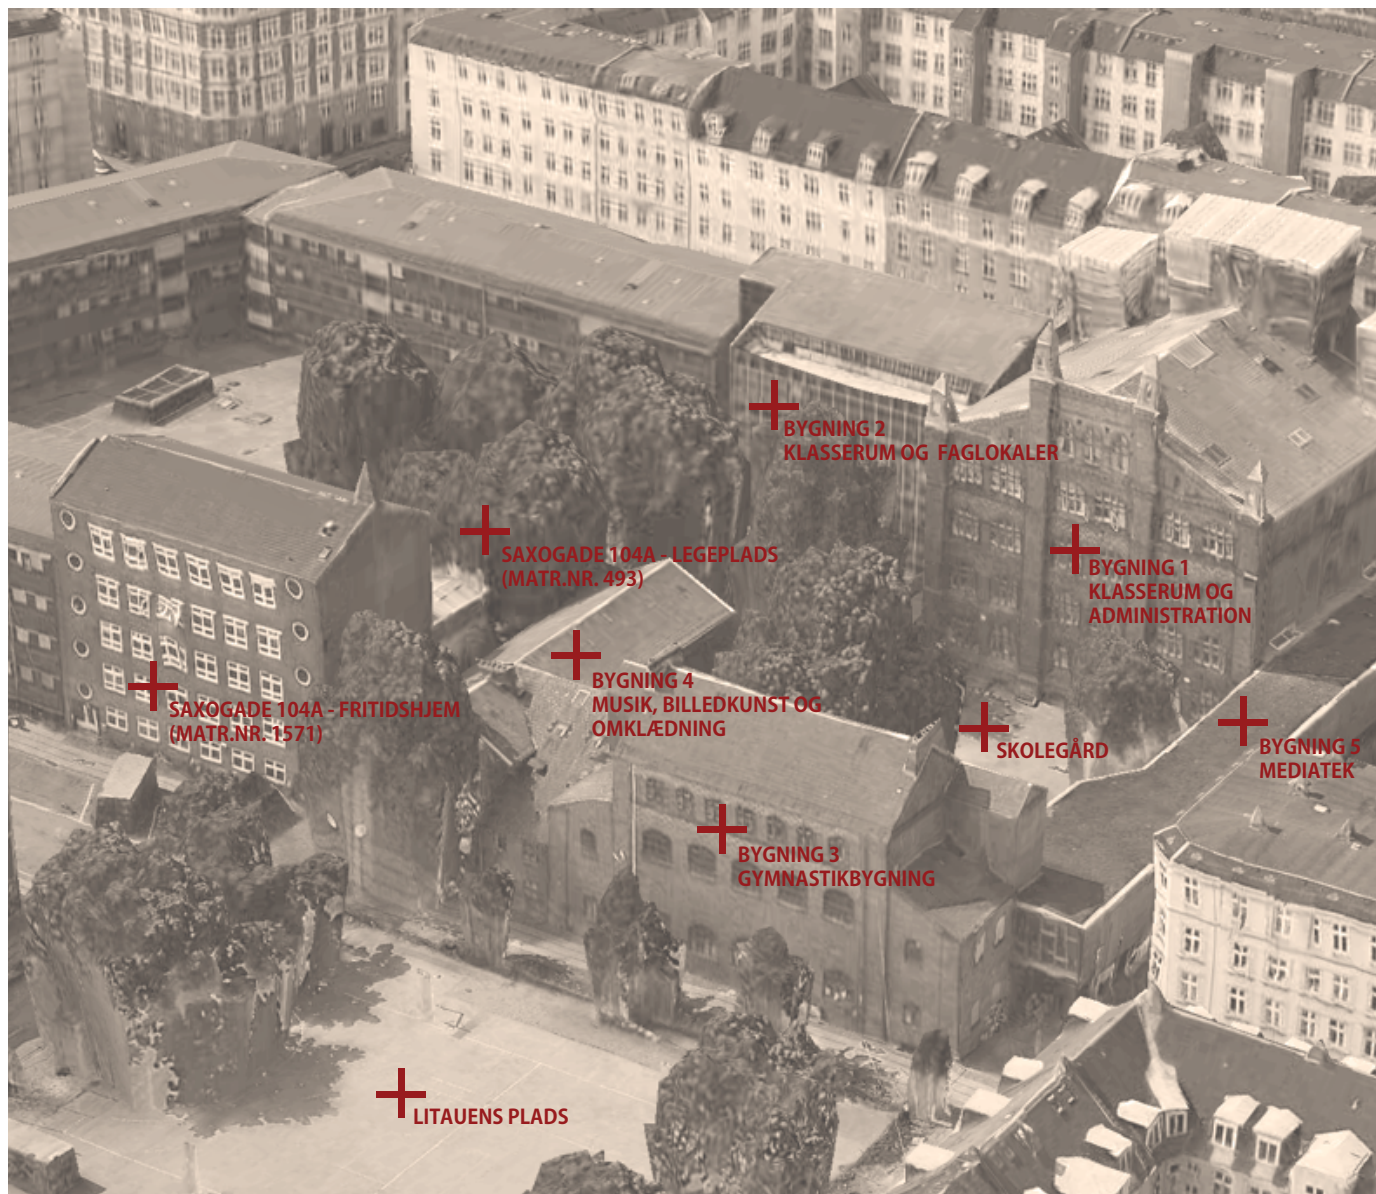 BYGNING 2
KLASSERUM OG FAGLOKALER
SAXOGADE 104A - LEGEPLADS
(MATR.NR. 493)
BYGNING 1
KLASSERUM OG
ADMINISTRATION
BYGNING 4
MUSIK, BILLEDKUNST OG
OMKLÆDNING
SAXOGADE 104A - FRITIDSHJEM
(MATR.NR. 1571)
SKOLEGÅRD
BYGNING 5
MEDIATEK
BYGNING 3
GYMNASTIKBYGNING
LITAUENS PLADS